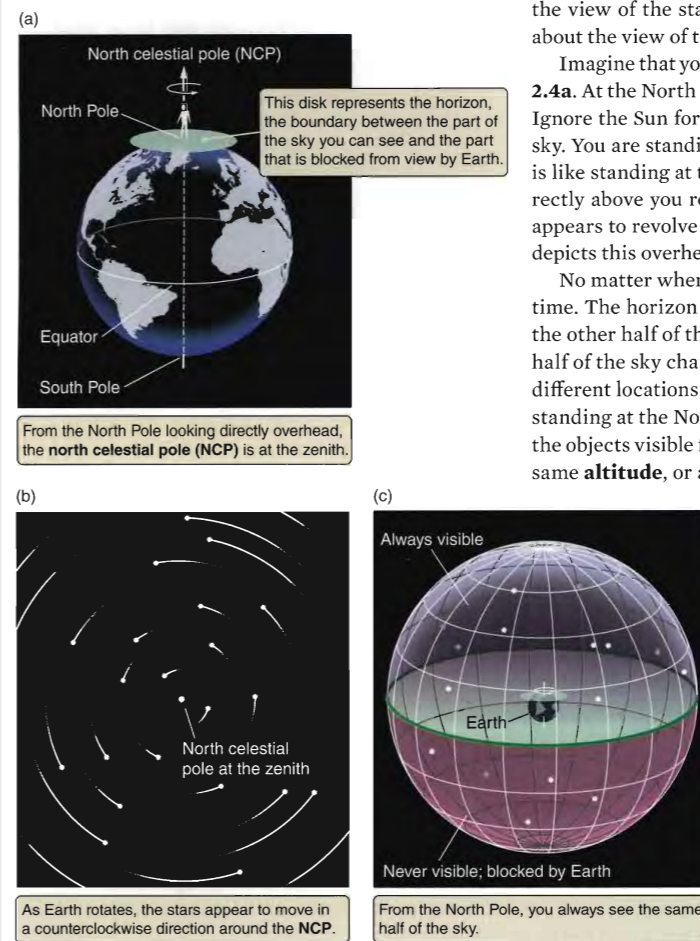 (a)
North celestial pole (NCP)
North Pole
This disk represents the horizon,
the boundary between the part of
the sky you can see and the part
that is blocked from view by Earth.
Equator
South Pole
From the North Pole looking directly overhead,
the north celestial pole (NCP) is at the zenith.
the view of the sta
about the view of t
Imagine that yo
2.4a. At the North
Ignore the Sun for
sky. You are standi
is like standing at t
rectly above you re
appears to revolve
depicts this overhe
No matter wher
time. The horizon
the other half of th
half of the sky cha
different locations
standing at the No
the objects visible f
same altitude, or a
(b)
North celestial
pole at the zenith
As Earth rotates, the stars appear to move in
a counterclockwise direction around the NCP.
(c)
Always visible
Earth
Never visible; blocked by Earth
From the North Pole, you always see the same
half of the sky.